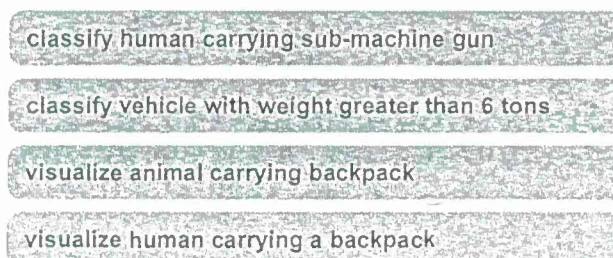 classify human carrying sub-machine gun
classify vehicle with weight greater than 6 tons
visualize animal carrying backpack
visualize human carrying a backpack